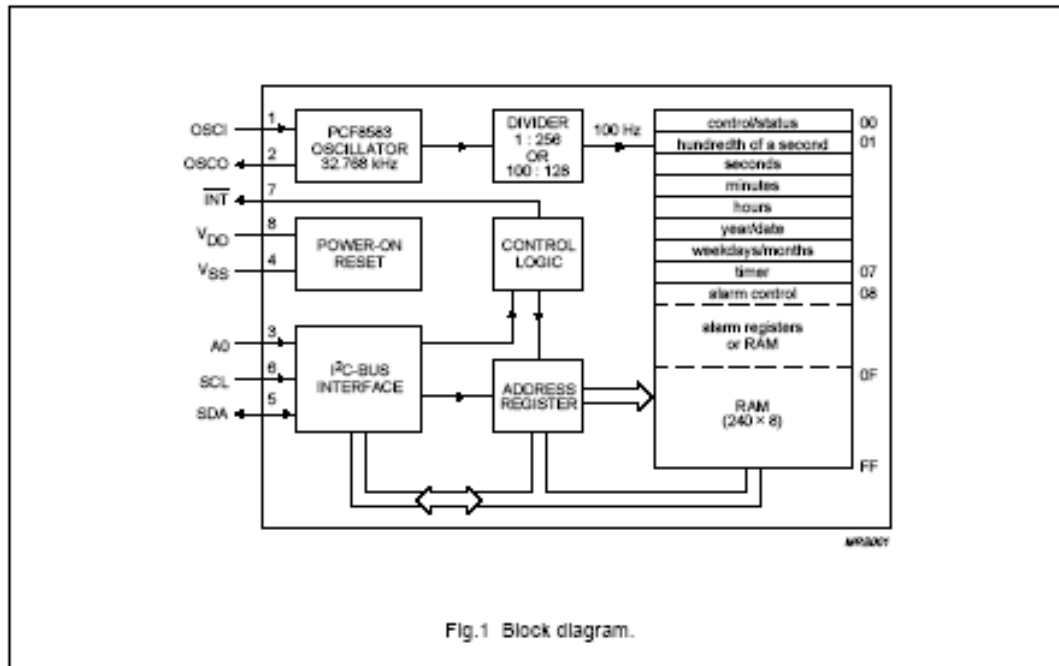 OSCI
1
OSCO
2
INT
7
VDD
8
VSS
4
A0
3
SCL
6
SDA
5
PCF8583
OSCILLATOR
32.768 kHz
DIVIDER
1 : 256
OR
100 : 128
100 Hz
POWER-ON
RESET
CONTROL
LOGIC
I²C-BUS
INTERFACE
ADDRESS
REGISTER
control/status 00
hundredth of a second 01
seconds
minutes
hours
year/date
weekdays/months
timer 07
alarm control 08
alarm registers
or RAM
0F
RAM
(240 × 8)
FF
MRB001
Fig.1 Block diagram.